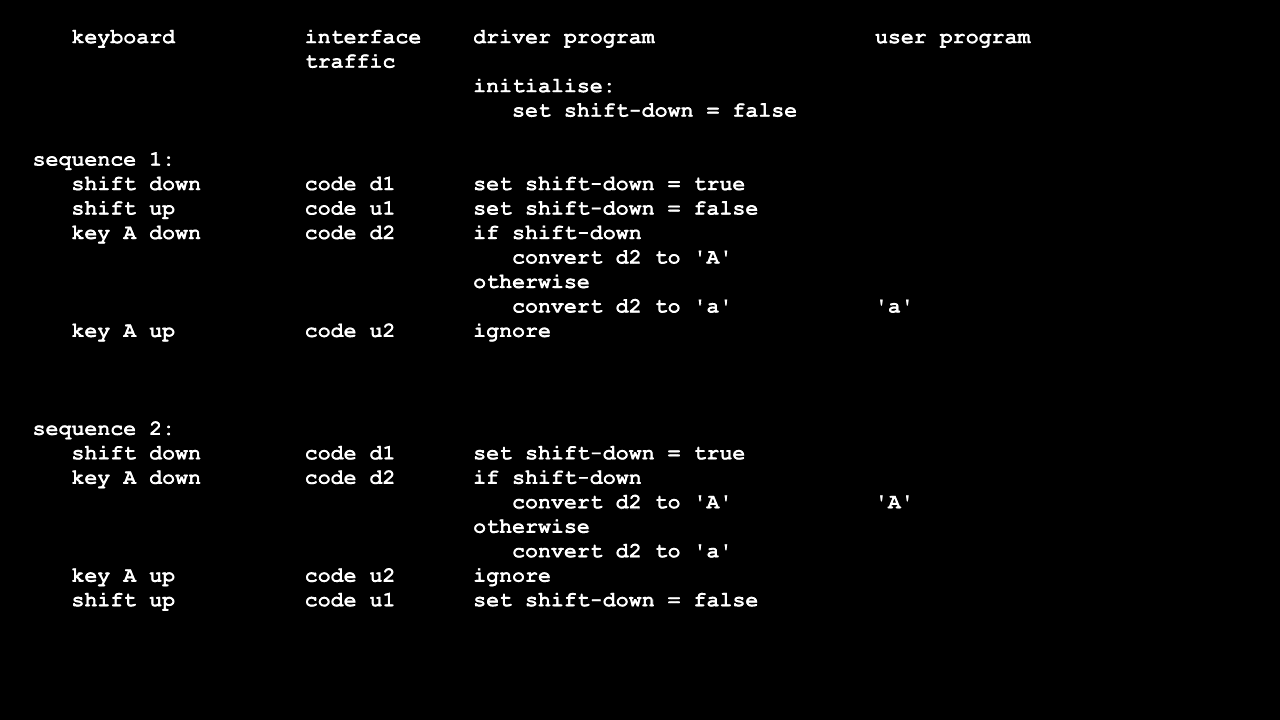 keyboard interface driver program user program
traffic
initialise:
set shift-down = false
sequence 1:
shift down code d1 set shift-down = true
shift up code u1 set shift-down = false
key A down code d2 if shift-down
convert d2 to 'A'
otherwise
convert d2 to 'a' 'a'
key A up code u2 ignore
sequence 2:
shift down code d1 set shift-down = true
key A down code d2 if shift-down
convert d2 to 'A' 'A'
otherwise
convert d2 to 'a'
key A up code u2 ignore
shift up code u1 set shift-down = false